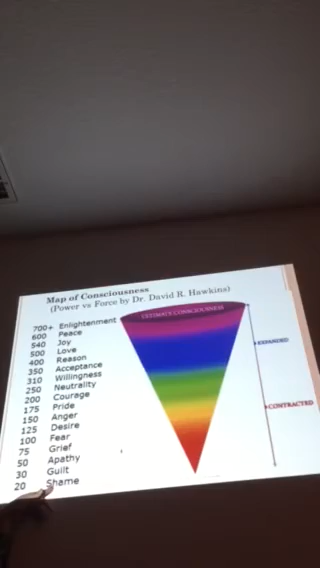 Map of Consciousness
(Power vs Force by Dr. David R. Hawkins)
700+ Enlightenment
600 Peace
540 Joy
500 Love
400 Reason
350 Acceptance
310 Willingness
250 Neutrality
200 Courage
175 Pride
150 Anger
125 Desire
100 Fear
75 Grief
50 Apathy
30 Guilt
20 Shame
ULTIMATE CONSCIOUSNESS
EXPANDED
CONTRACTED